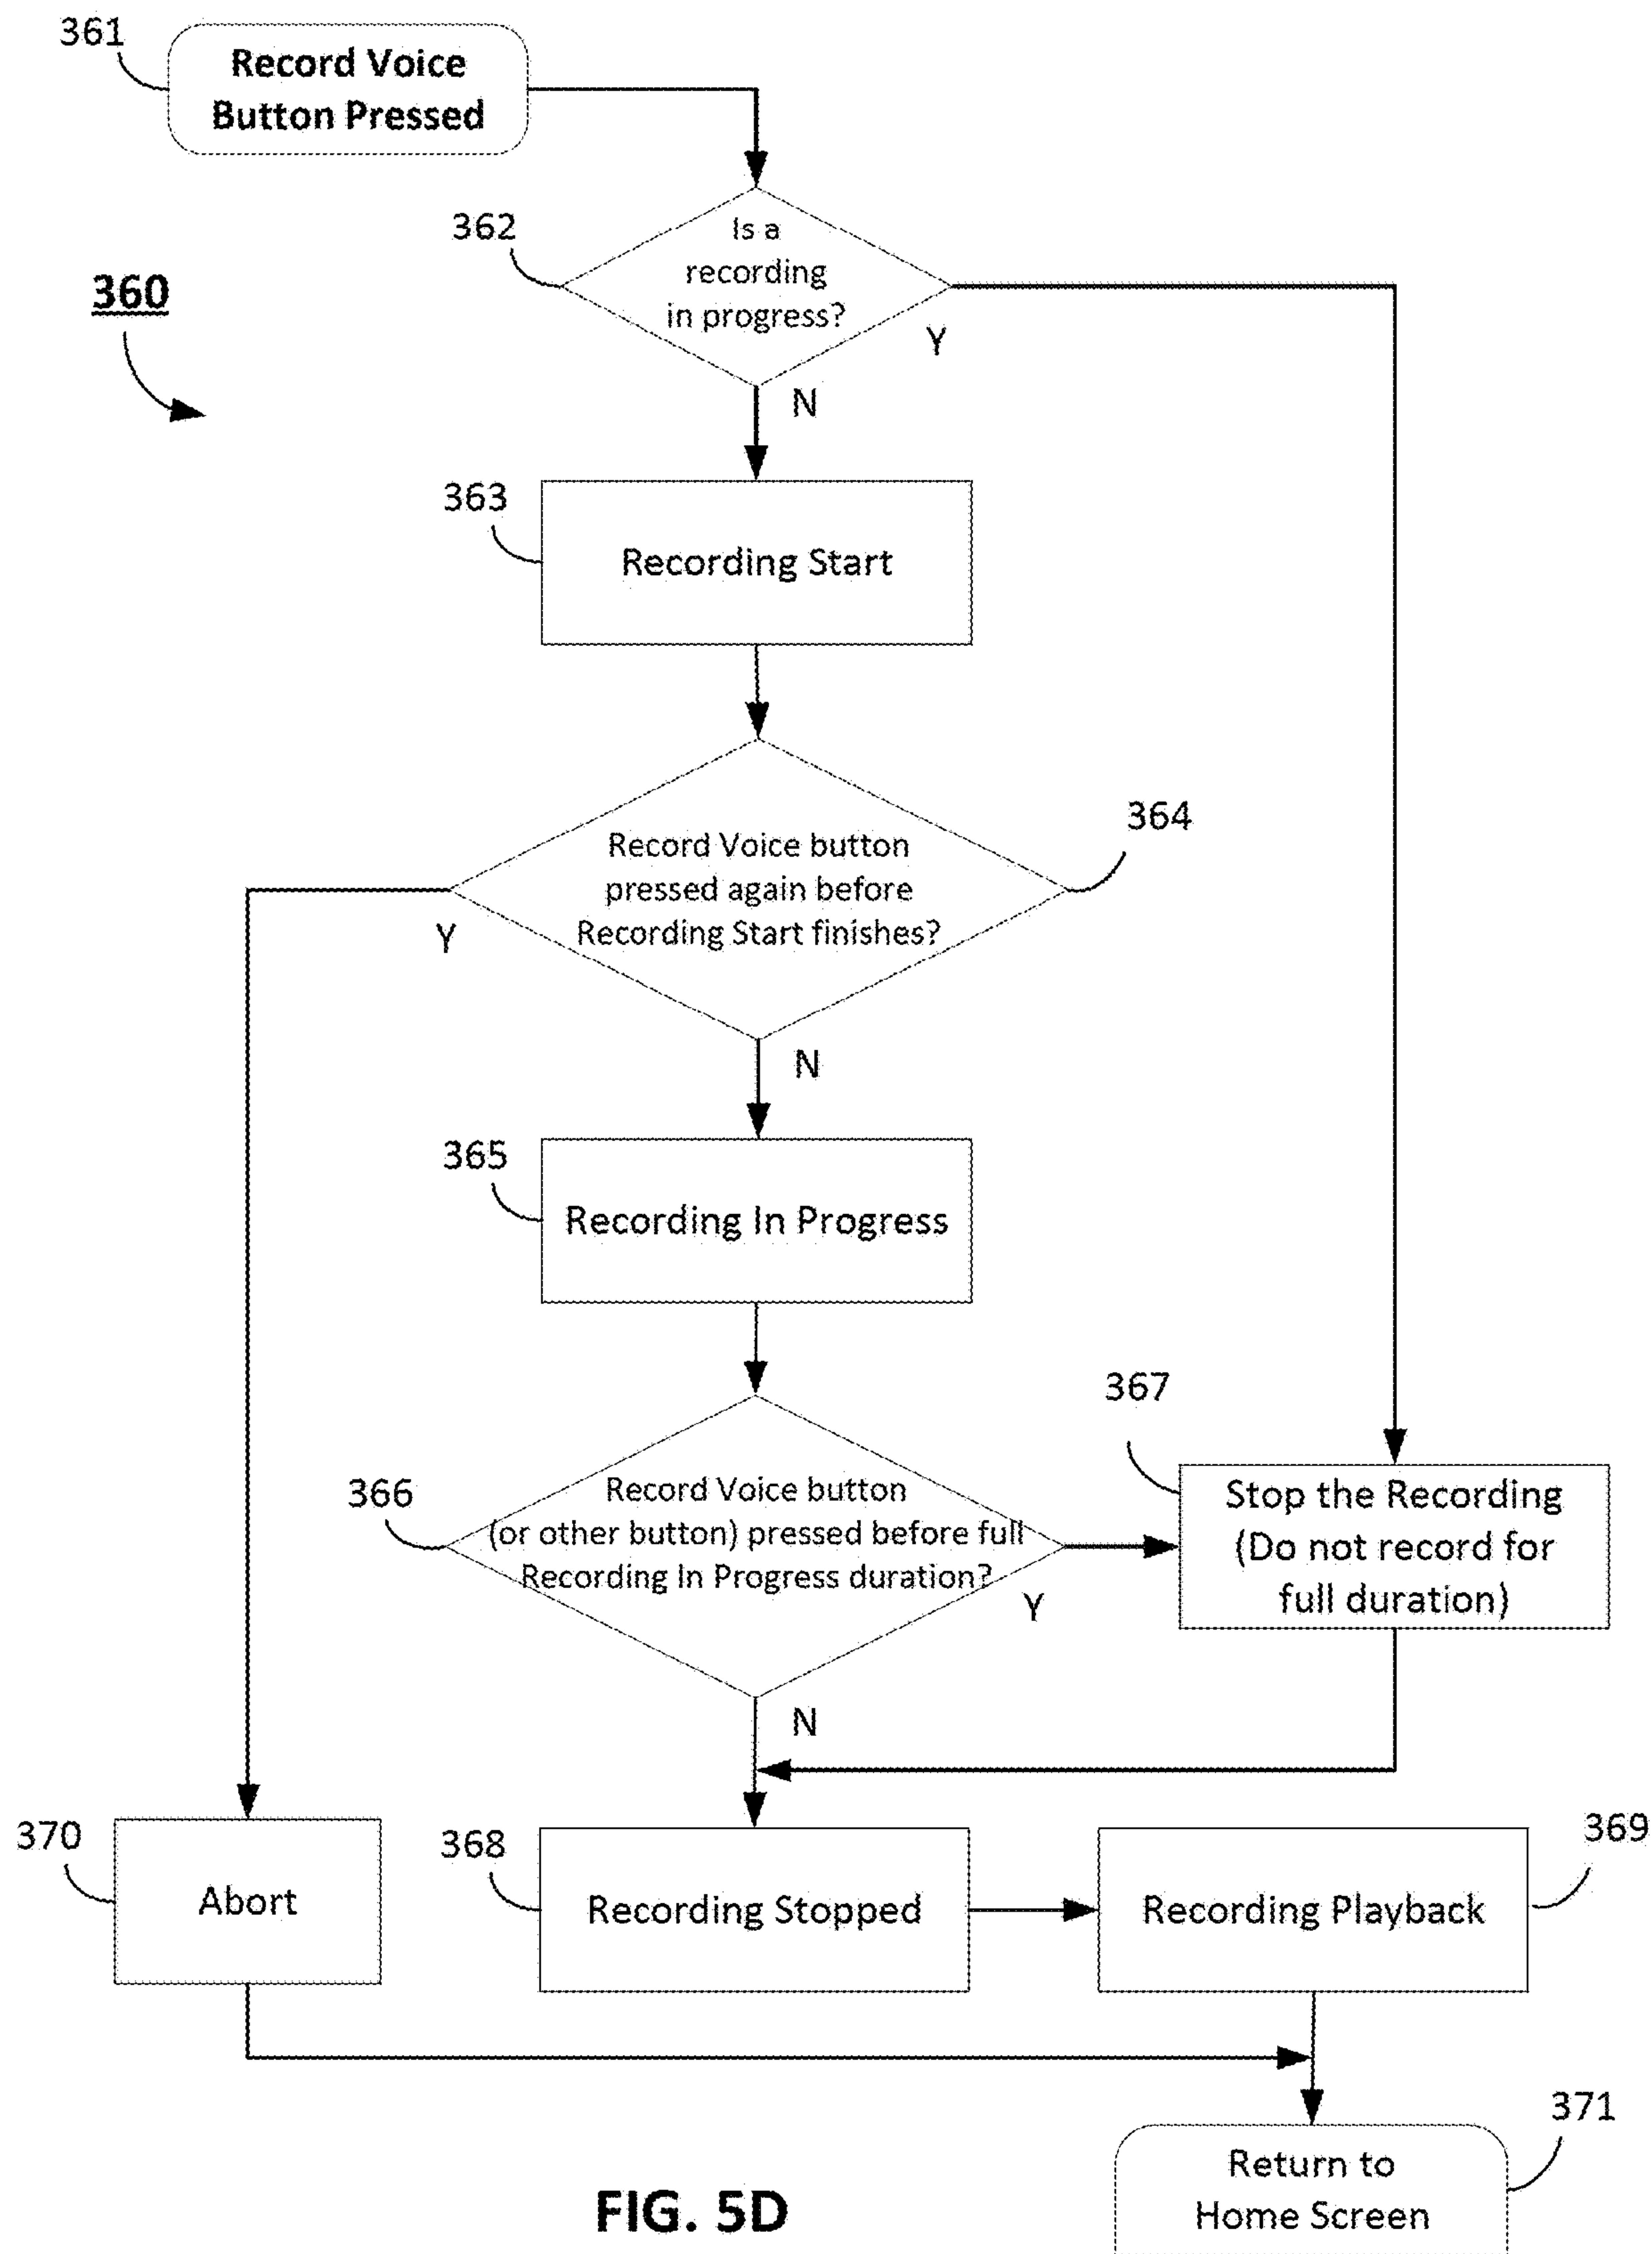 361
Record Voice
Button Pressed
362
Is a
recording
in progress?
Y
360
N
363
Recording Start
364
Record Voice button
pressed again before
Recording Start finishes?
Y
N
365
Recording In Progress
367
366
Record Voice button
(or other button) pressed before full
Recording In Progress duration?
Y
Stop the Recording
(Do not record for
full duration)
N
370
Abort
368
Recording Stopped
369
Recording Playback
371
Return to
Home Screen
FIG. 5D